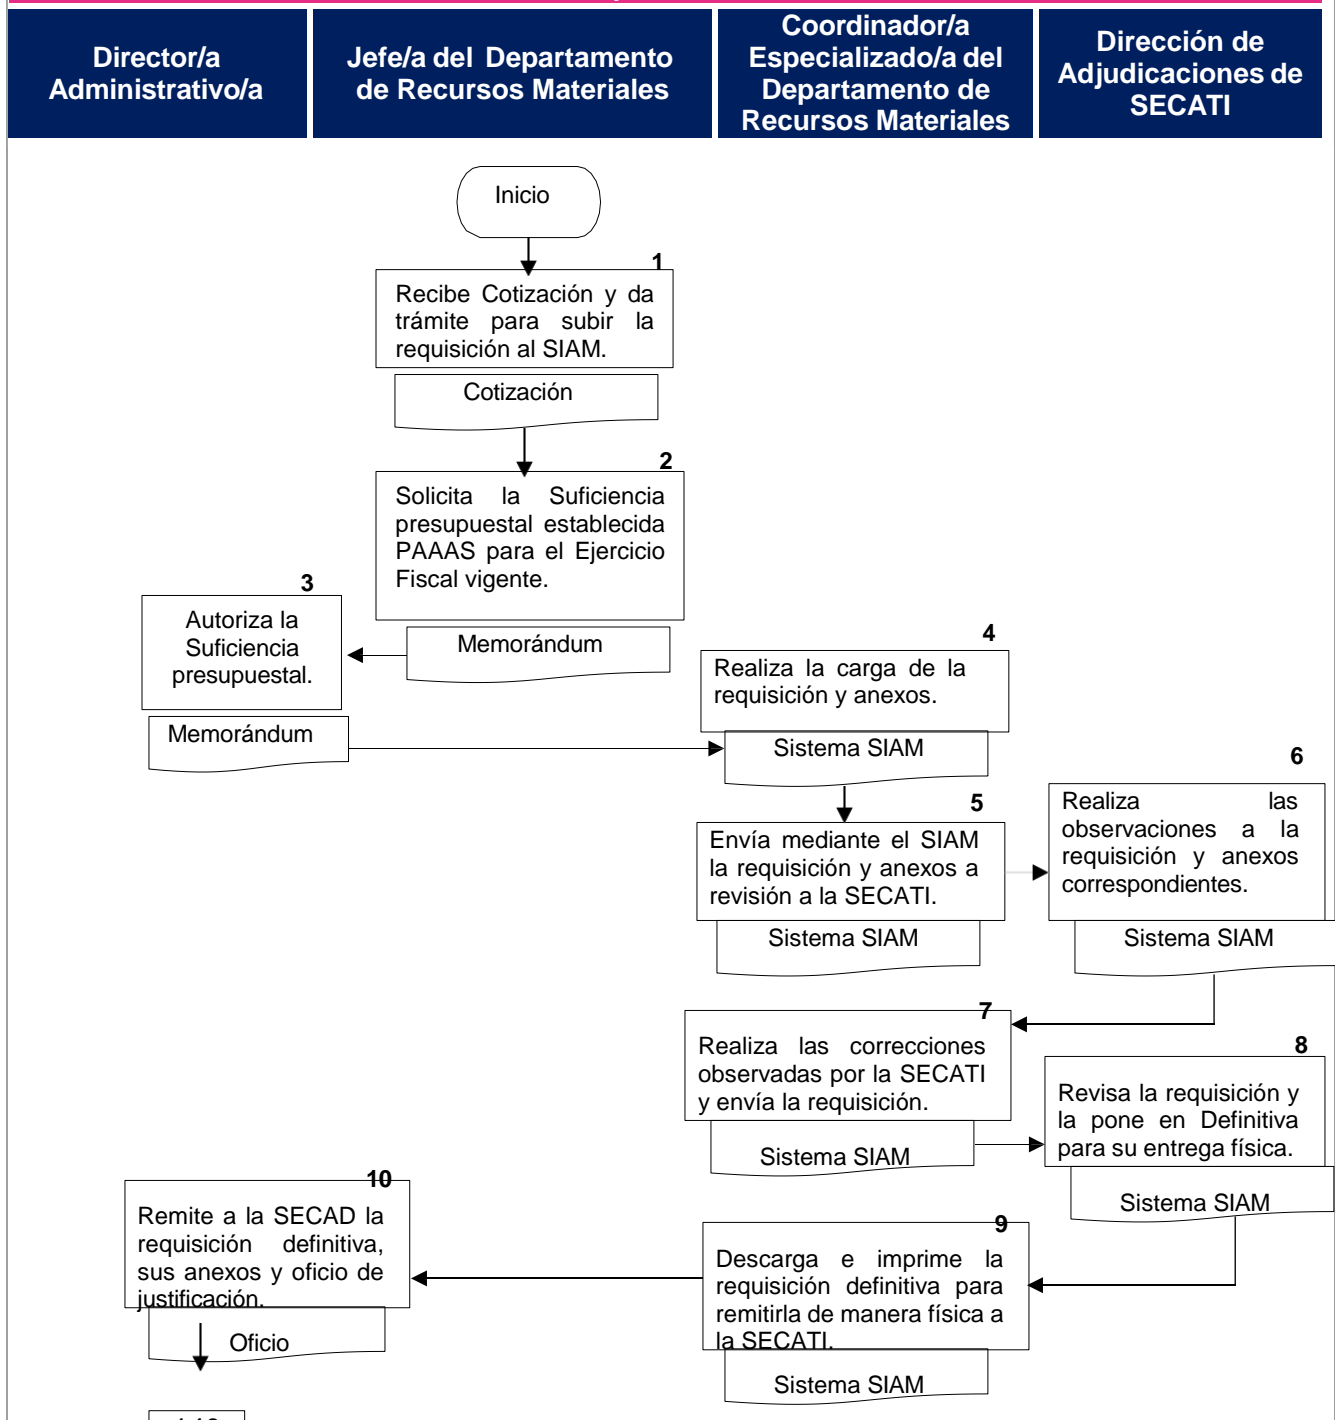 Director/a
Administrativo/a
Jefe/a del Departamento
de Recursos Materiales
Coordinador/a
Especializado/a del
Departamento de
Recursos Materiales
Dirección de
Adjudicaciones de
SECATI
Inicio
1
Recibe Cotización y da
trámite para subir la
requisición al SIAM.
Cotización
2
Solicita la Suficiencia
presupuestal establecida
PAAAS para el Ejercicio
Fiscal vigente.
Memorándum
3
Autoriza la
Suficiencia
presupuestal.
Memorándum
4
Realiza la carga de la
requisición y anexos.
Sistema SIAM
5
Envía mediante el SIAM
la requisición y anexos a
revisión a la SECATI.
Sistema SIAM
6
Realiza las
observaciones a la
requisición y anexos
correspondientes.
Sistema SIAM
7
Realiza las correcciones
observadas por la SECATI
y envía la requisición.
Sistema SIAM
8
Revisa la requisición y
la pone en Definitiva
para su entrega física.
Sistema SIAM
9
Descarga e imprime la
requisición definitiva para
remitirla de manera física a
la SECATI.
Sistema SIAM
10
Remite a la SECAD la
requisición definitiva,
sus anexos y oficio de
justificación.
Oficio